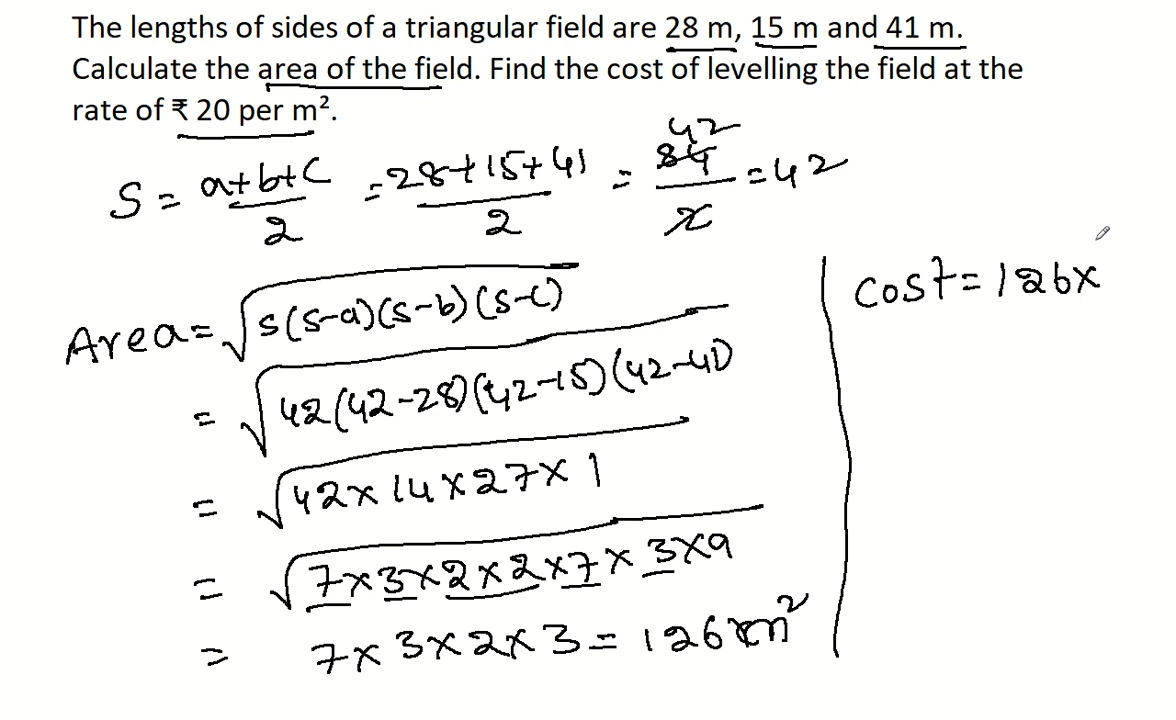 The lengths of sides of a triangular field are 28 m, 15 m and 41 m.
Calculate the area of the field. Find the cost of levelling the field at the
rate of ₹ 20 per m².
S = a+b+c/2 = 28+15+41/2 = 84/2 42 = 42
Area = √s(s-a)(s-b)(s-c)
= √42(42-28)(42-15)(42-41)
= √42×14×27×1
= √7×3×2×2×7×3×9
= 7×3×2×3 = 126 m²
cost = 126×